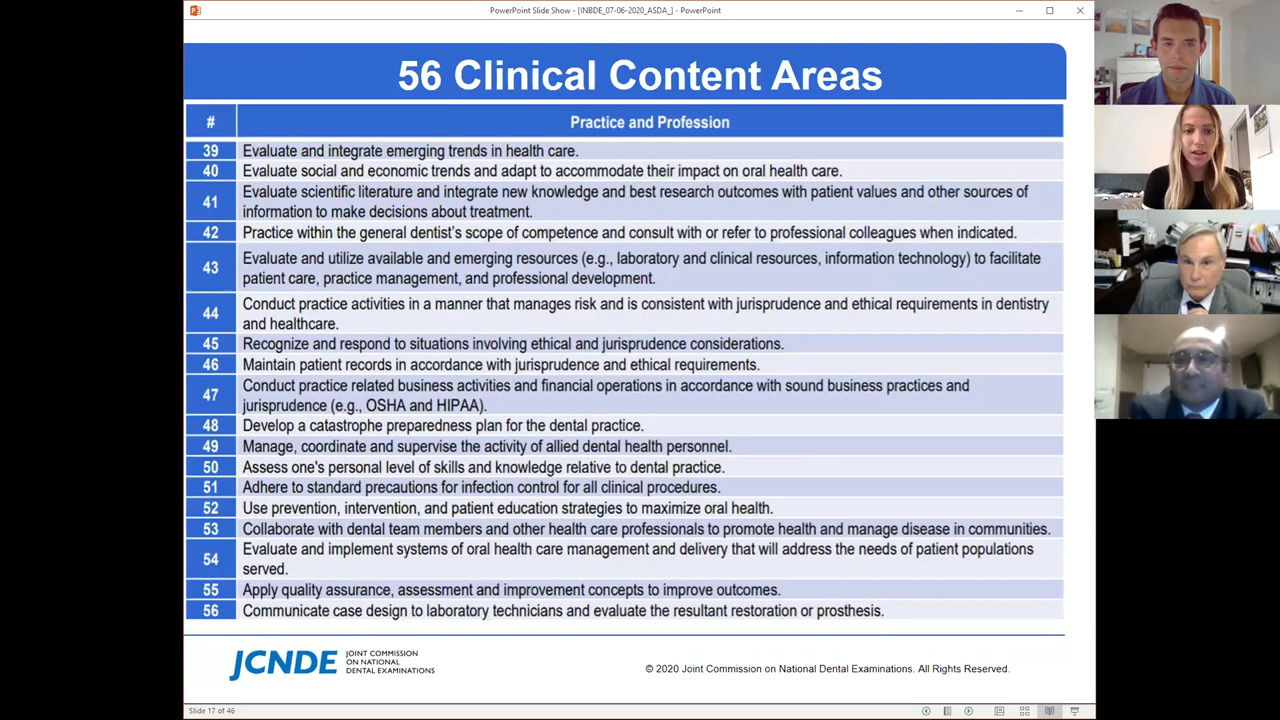 PowerPoint Slide Show - [INBDE_07-06-2020_ASDA_] - PowerPoint
56 Clinical Content Areas
# Practice and Profession
39 Evaluate and integrate emerging trends in health care.
40 Evaluate social and economic trends and adapt to accommodate their impact on oral health care.
41 Evaluate scientific literature and integrate new knowledge and best research outcomes with patient values and other sources of
information to make decisions about treatment.
42 Practice within the general dentist's scope of competence and consult with or refer to professional colleagues when indicated.
43 Evaluate and utilize available and emerging resources (e.g., laboratory and clinical resources, information technology) to facilitate
patient care, practice management, and professional development.
44 Conduct practice activities in a manner that manages risk and is consistent with jurisprudence and ethical requirements in dentistry
and healthcare.
45 Recognize and respond to situations involving ethical and jurisprudence considerations.
46 Maintain patient records in accordance with jurisprudence and ethical requirements.
47 Conduct practice related business activities and financial operations in accordance with sound business practices and
jurisprudence (e.g., OSHA and HIPAA).
48 Develop a catastrophe preparedness plan for the dental practice.
49 Manage, coordinate and supervise the activity of allied dental health personnel.
50 Assess one's personal level of skills and knowledge relative to dental practice.
51 Adhere to standard precautions for infection control for all clinical procedures.
52 Use prevention, intervention, and patient education strategies to maximize oral health.
53 Collaborate with dental team members and other health care professionals to promote health and manage disease in communities.
54 Evaluate and implement systems of oral health care management and delivery that will address the needs of patient populations
served.
55 Apply quality assurance, assessment and improvement concepts to improve outcomes.
56 Communicate case design to laboratory technicians and evaluate the resultant restoration or prosthesis.
JCNDE
JOINT COMMISSION
ON NATIONAL
DENTAL EXAMINATIONS
© 2020 Joint Commission on National Dental Examinations. All Rights Reserved.
Slide 17 of 46